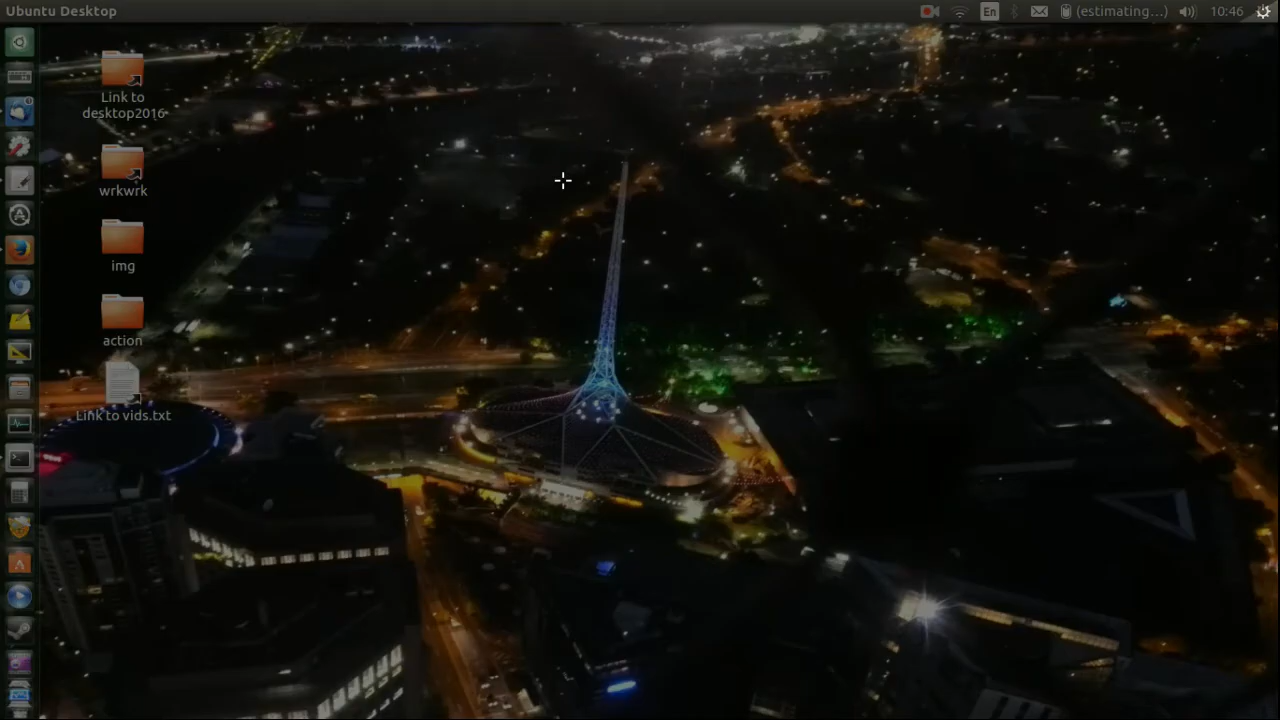 Ubuntu Desktop
En
(estimating...)
10:46
Link to
desktop2016
wrkwrk
img
action
Link to vids.txt